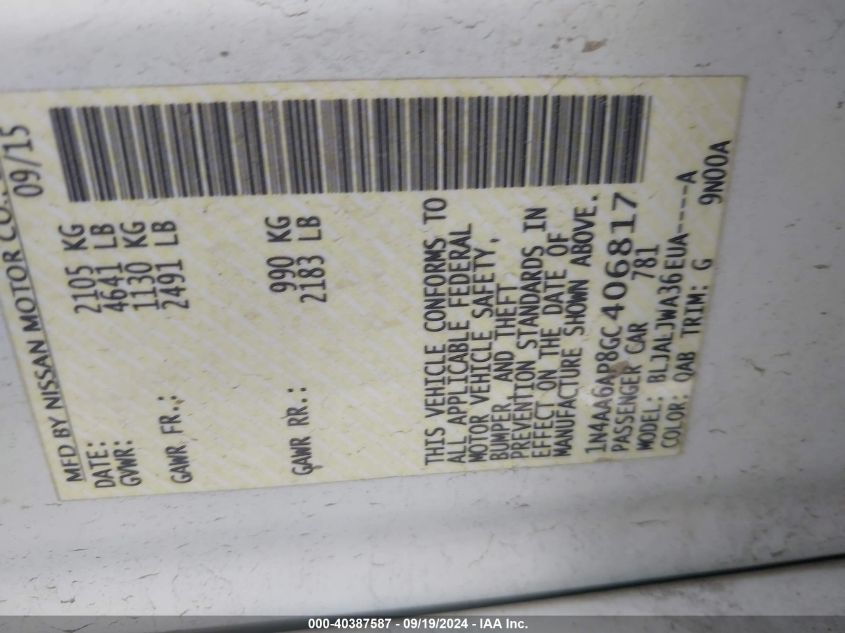 MFD BY NISSAN MOTOR CO.,
DATE: 09/15
GVWR: 2105 KG
4641 LB
GAWR FR.: 1130 KG
2491 LB
GAWR RR.: 990 KG
2183 LB
THIS VEHICLE CONFORMS TO
ALL APPLICABLE FEDERAL
MOTOR VEHICLE SAFETY,
BUMPER, AND THEFT
PREVENTION STANDARDS IN
EFFECT ON THE DATE OF
MANUFACTURE SHOWN ABOVE.
1N4AA6AP8GC406817
PASSENGER CAR 781
MODEL: BLJALJWA36EUA----A
COLOR: QAB TRIM: G 9N00A
000-40387587 - 09/19/2024 - IAA Inc.